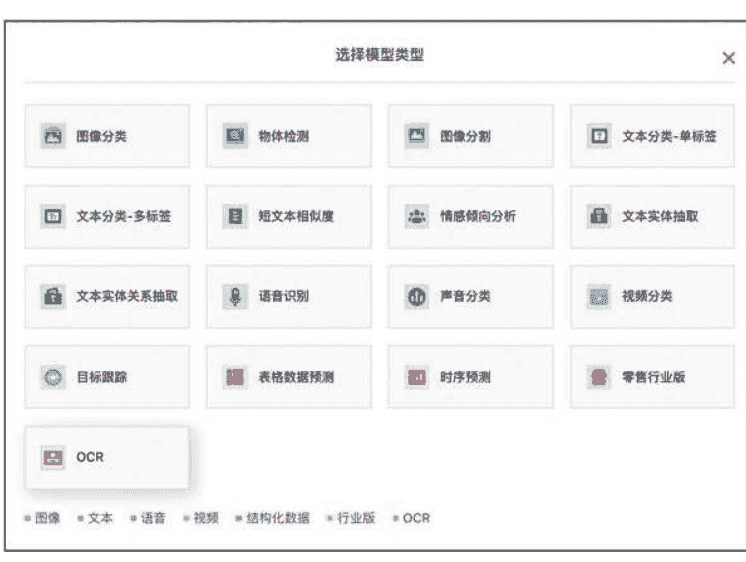 选择模型类型
图像分类 物体检测 图像分割 文本分类-单标签
文本分类-多标签 短文本相似度 情感倾向分析 文本实体抽取
文本实体关系抽取 语音识别 声音分类 视频分类
目标跟踪 表格数据预测 时序预测 零售行业版
OCR
图像 文本 语音 视频 结构化数据 行业版 OCR